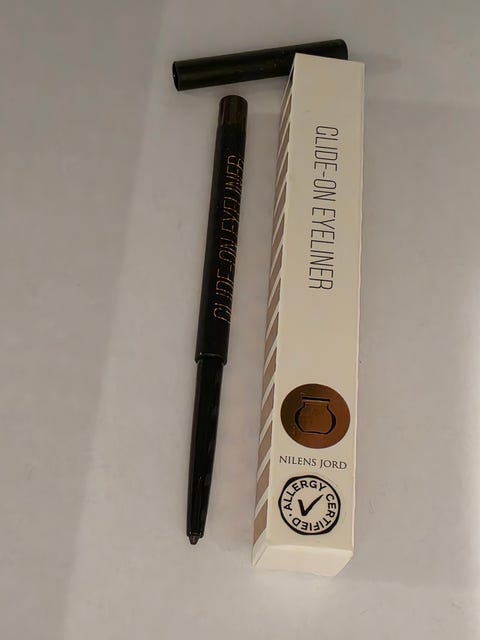 GLIDE-ON EYELINER
GLIDE-ON EYELINER
NILENS JORD
ALLERGY CERTIFIED